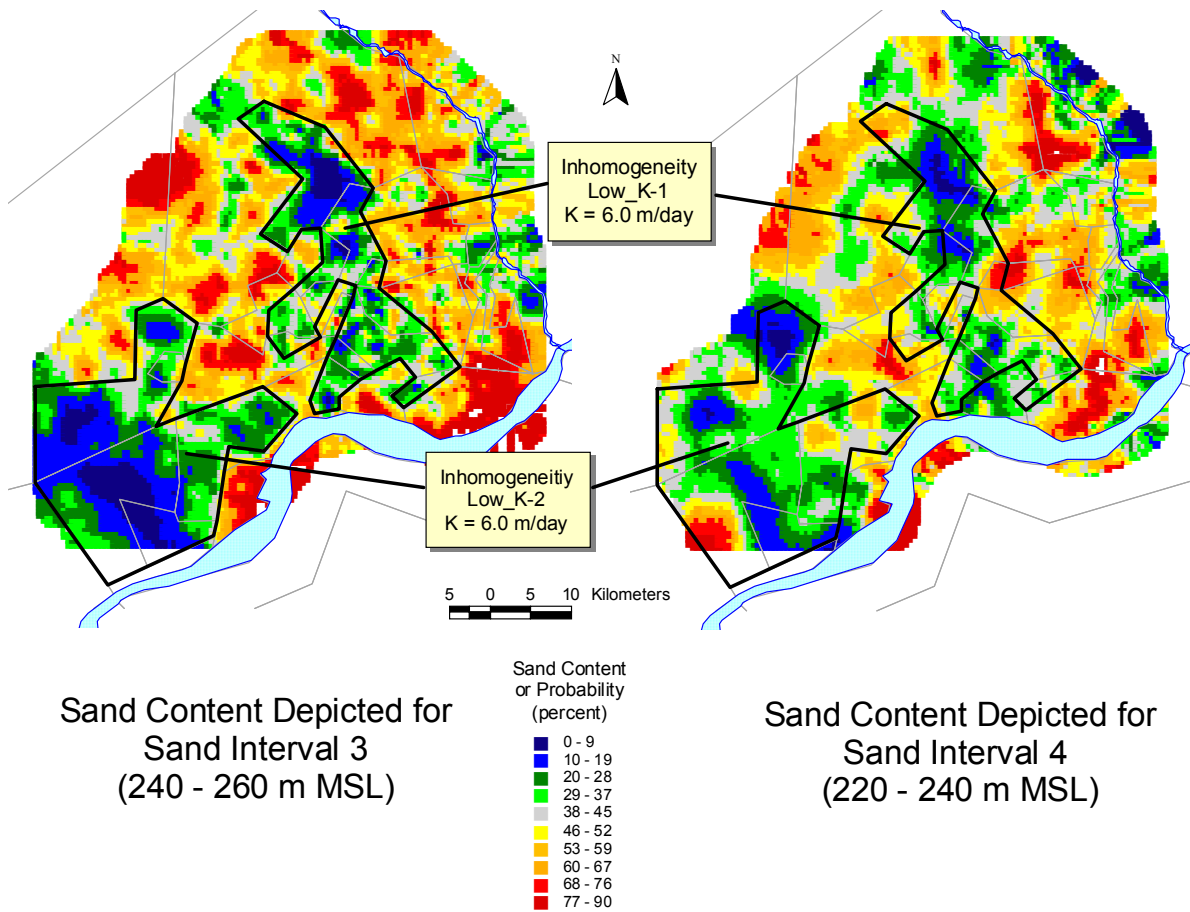 N
Inhomogeneity
Low_K-1
K = 6.0 m/day
Inhomogeneitiy
Low_K-2
K = 6.0 m/day
5 0 5 10 Kilometers
Sand Content Depicted for
Sand Interval 3
(240 - 260 m MSL)
Sand Content
or Probability
(percent)
0 - 9
10 - 19
20 - 28
29 - 37
38 - 45
46 - 52
53 - 59
60 - 67
68 - 76
77 - 90
Sand Content Depicted for
Sand Interval 4
(220 - 240 m MSL)